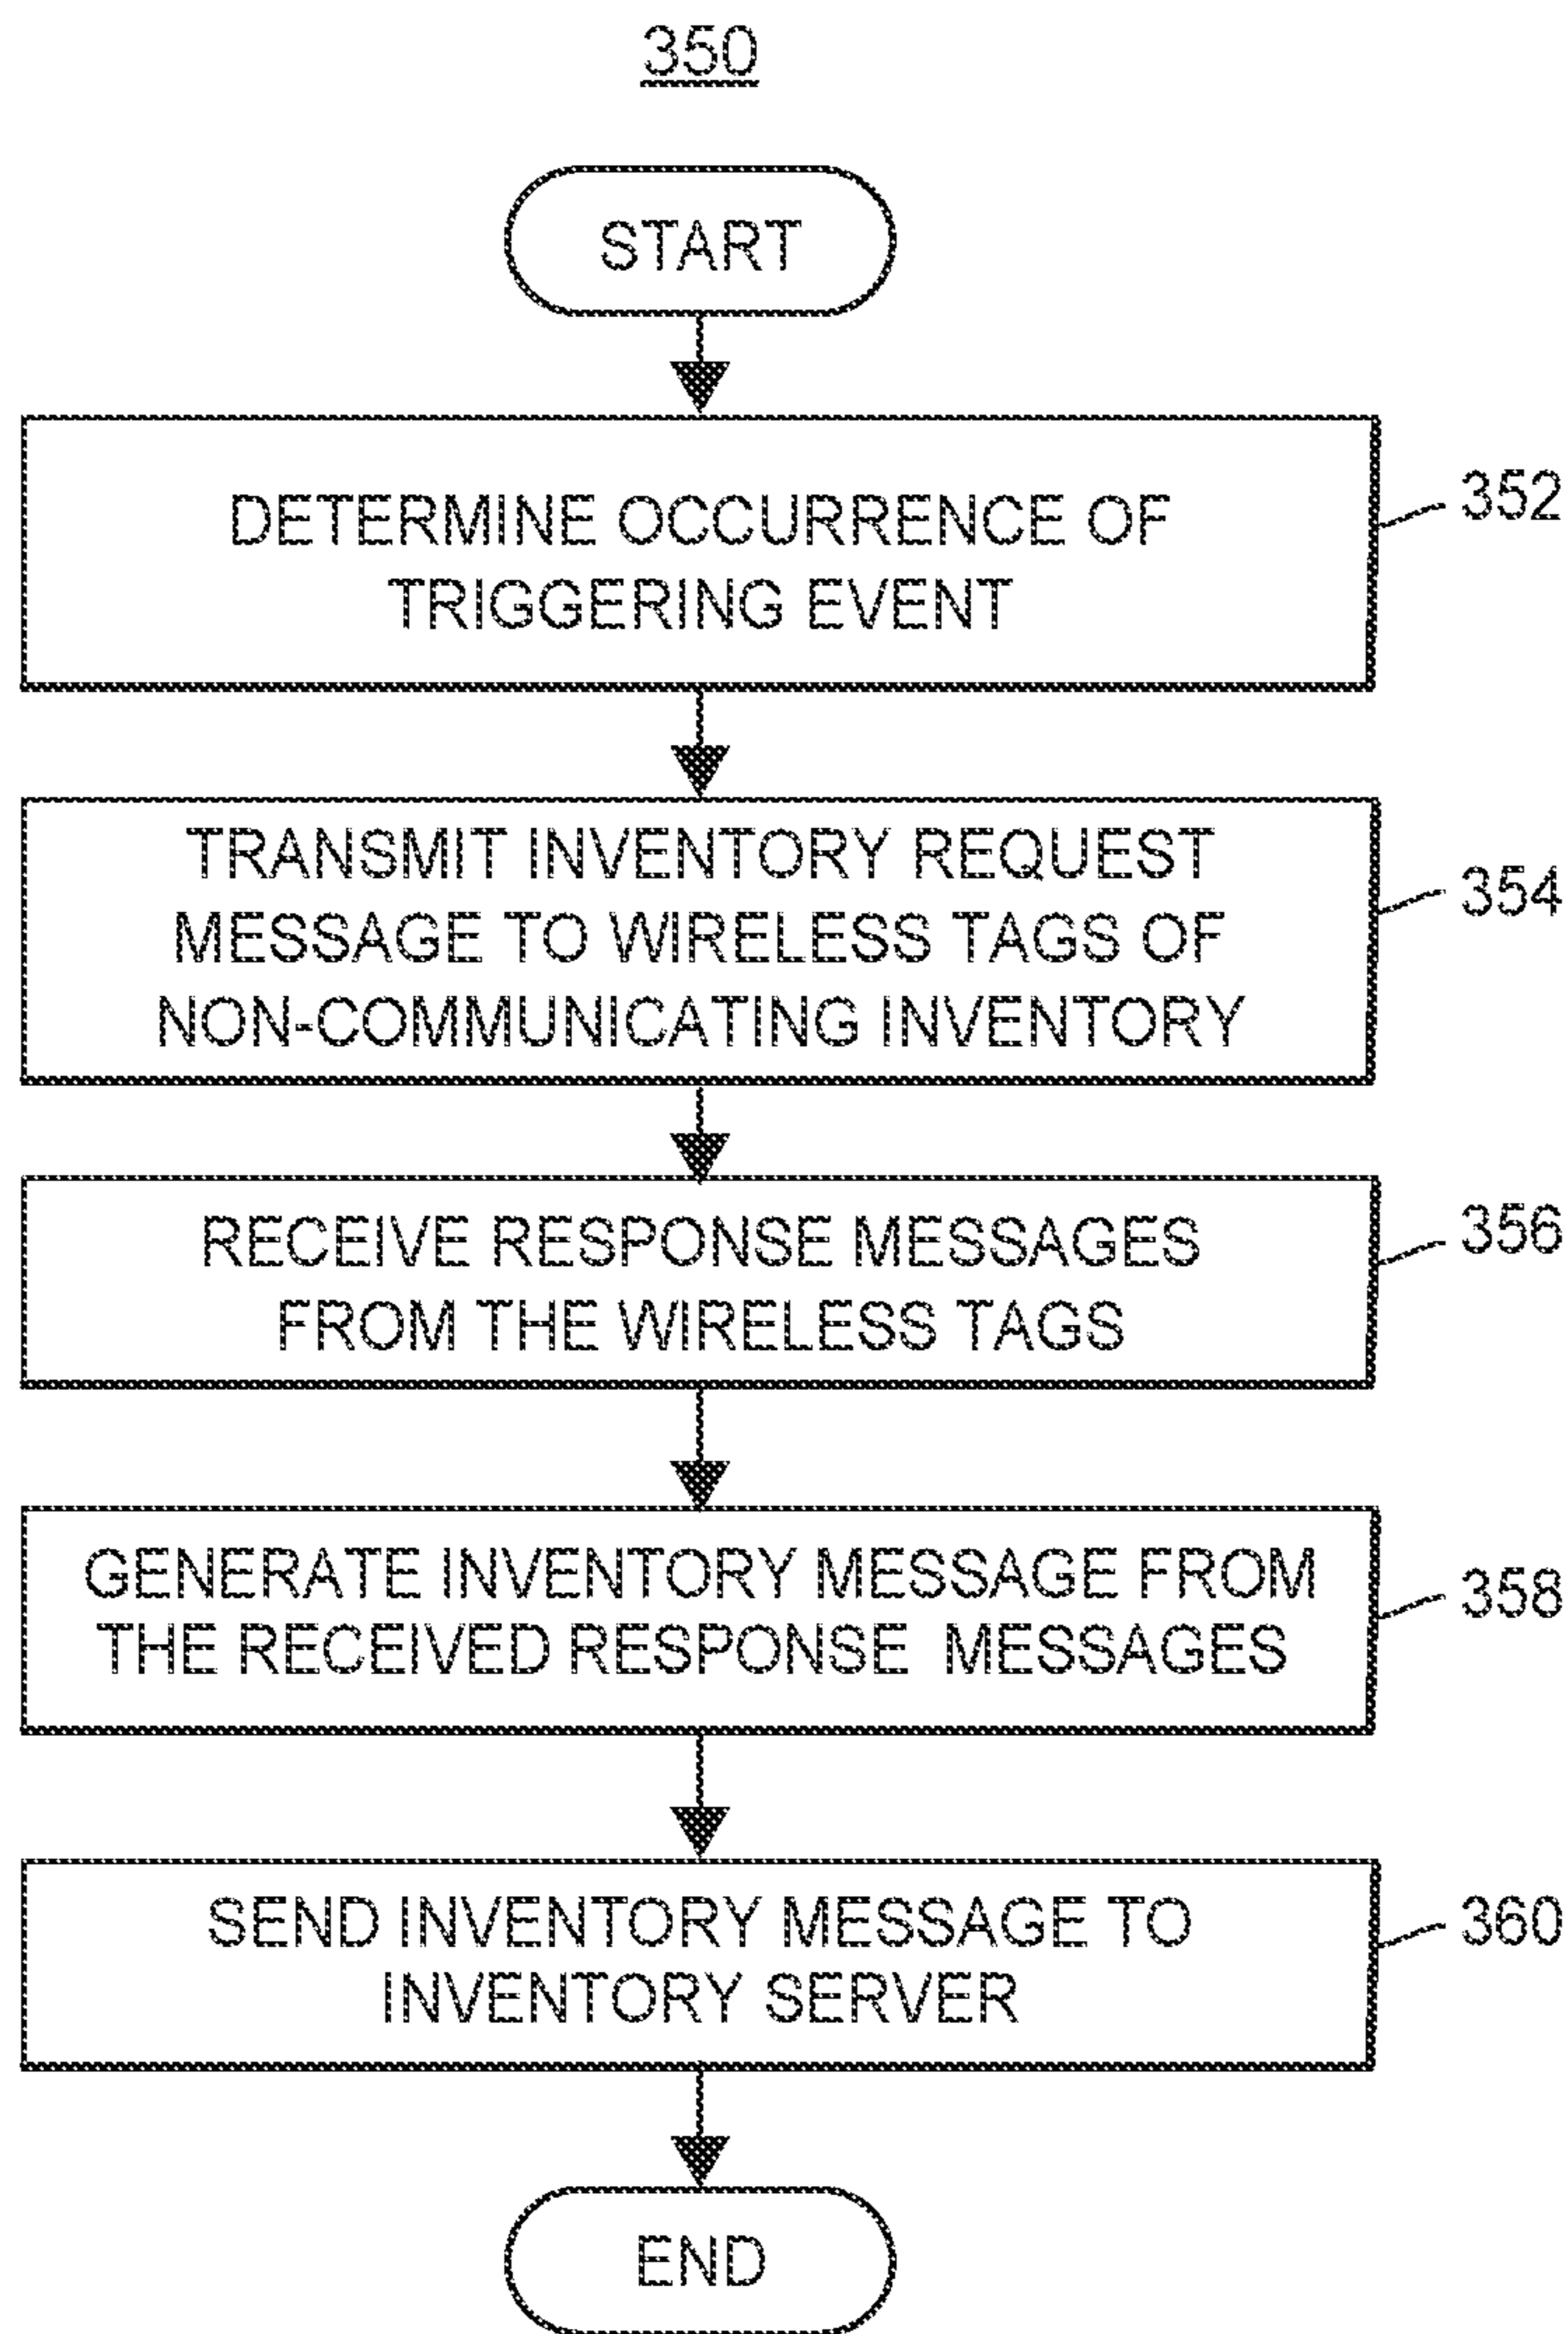 350
START
DETERMINE OCCURRENCE OF
TRIGGERING EVENT
352
TRANSMIT INVENTORY REQUEST
MESSAGE TO WIRELESS TAGS OF
NON-COMMUNICATING INVENTORY
354
RECEIVE RESPONSE MESSAGES
FROM THE WIRELESS TAGS
356
GENERATE INVENTORY MESSAGE FROM
THE RECEIVED RESPONSE MESSAGES
358
SEND INVENTORY MESSAGE TO
INVENTORY SERVER
360
END